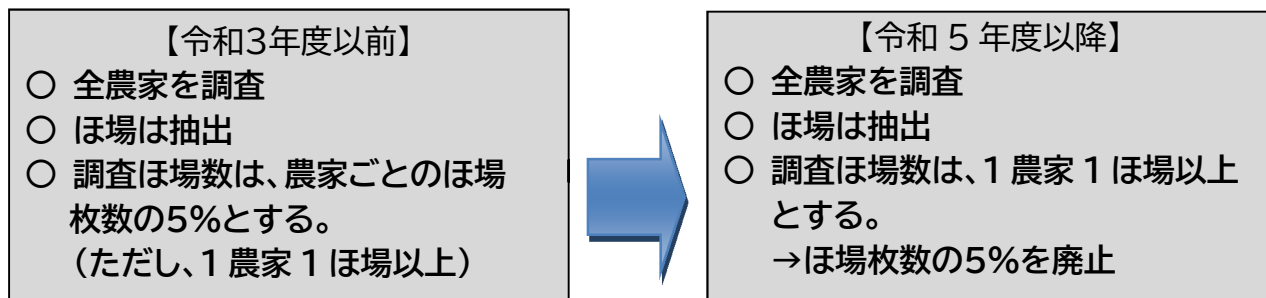 【令和3年度以前】
〇 全農家を調査
〇 ほ場は抽出
〇 調査ほ場数は、農家ごとのほ場
枚数の5%とする。
（ただし、1農家1ほ場以上）
【令和 5 年度以降】
〇 全農家を調査
〇 ほ場は抽出
〇 調査ほ場数は、1農家1ほ場以上
とする。
→ほ場枚数の5%を廃止